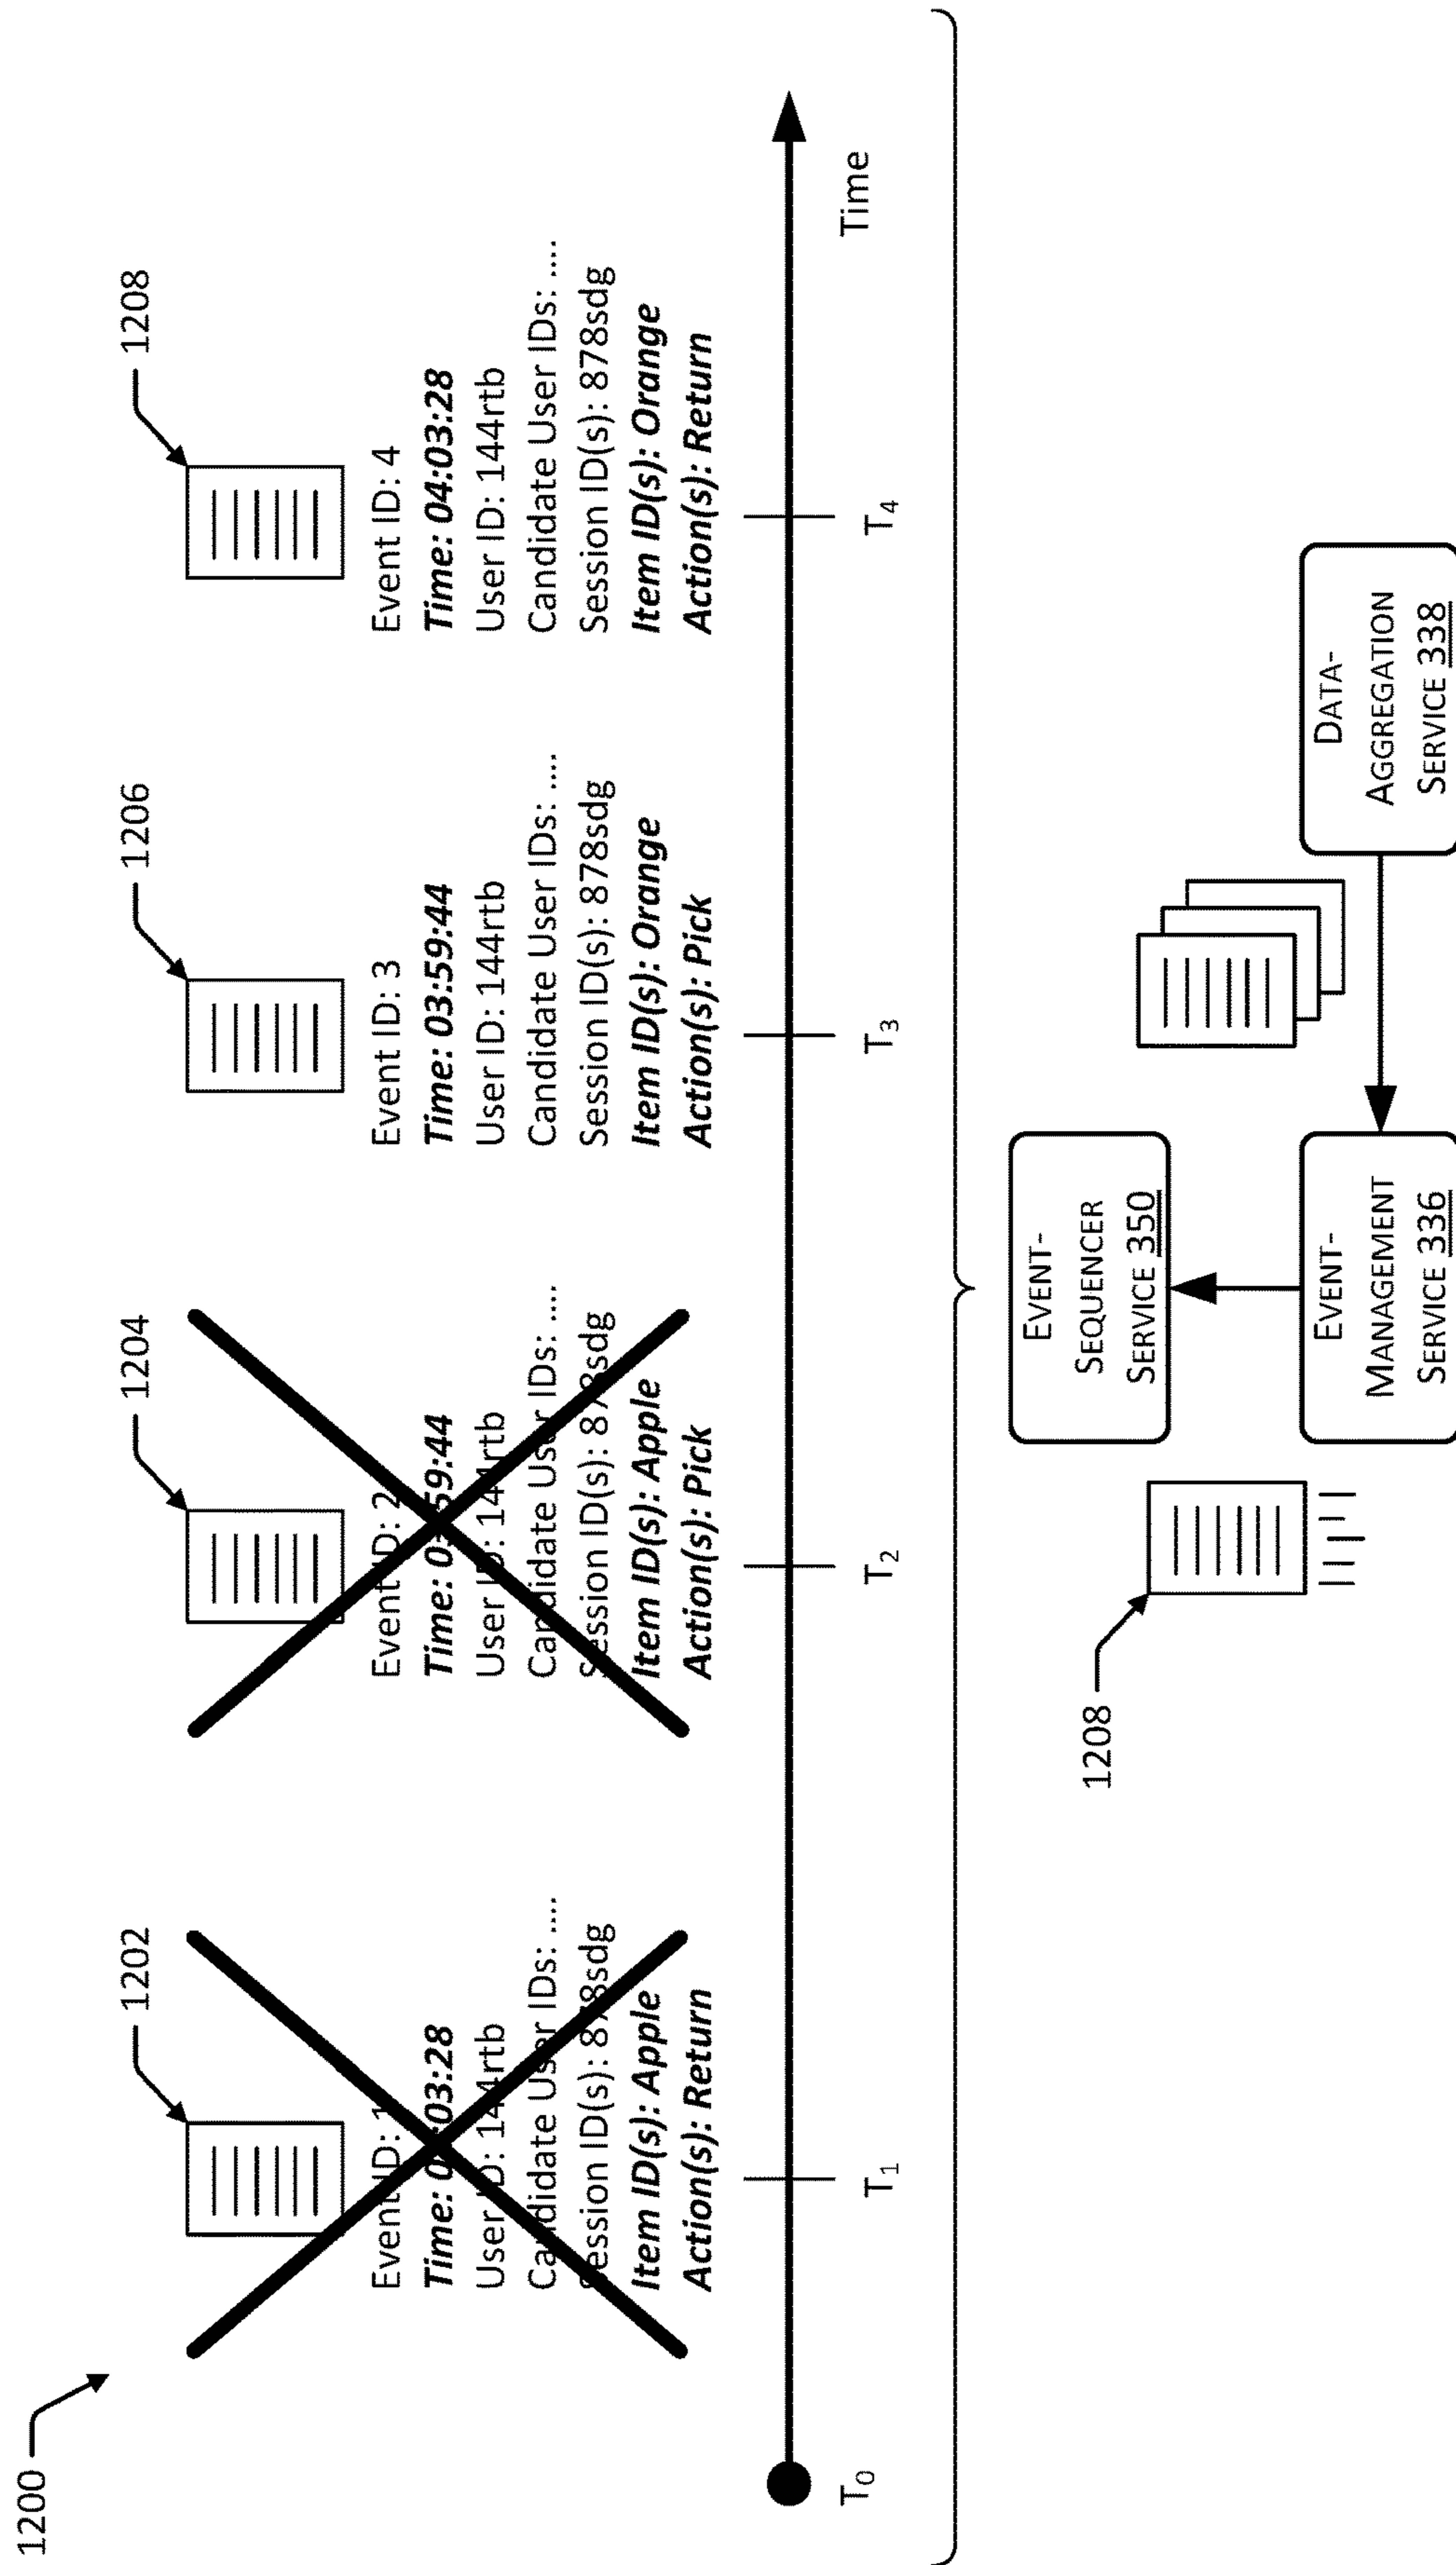 1200
1202
Event ID: 1
Time: 04:03:28
User ID: 144rtb
Candidate User IDs: ....
Session ID(s): 878sdg
Item ID(s): Apple
Action(s): Return
1204
Event ID: 2
Time: 03:59:44
User ID: 144rtb
Candidate User IDs: ....
Session ID(s): 878sdg
Item ID(s): Apple
Action(s): Pick
1206
Event ID: 3
Time: 03:59:44
User ID: 144rtb
Candidate User IDs: ....
Session ID(s): 878sdg
Item ID(s): Orange
Action(s): Pick
1208
Event ID: 4
Time: 04:03:28
User ID: 144rtb
Candidate User IDs: ....
Session ID(s): 878sdg
Item ID(s): Orange
Action(s): Return
T0
T1
T2
T3
T4
Time
1208
EVENT-
SEQUENCER
SERVICE 350
EVENT-
MANAGEMENT
SERVICE 336
DATA-
AGGREGATION
SERVICE 338